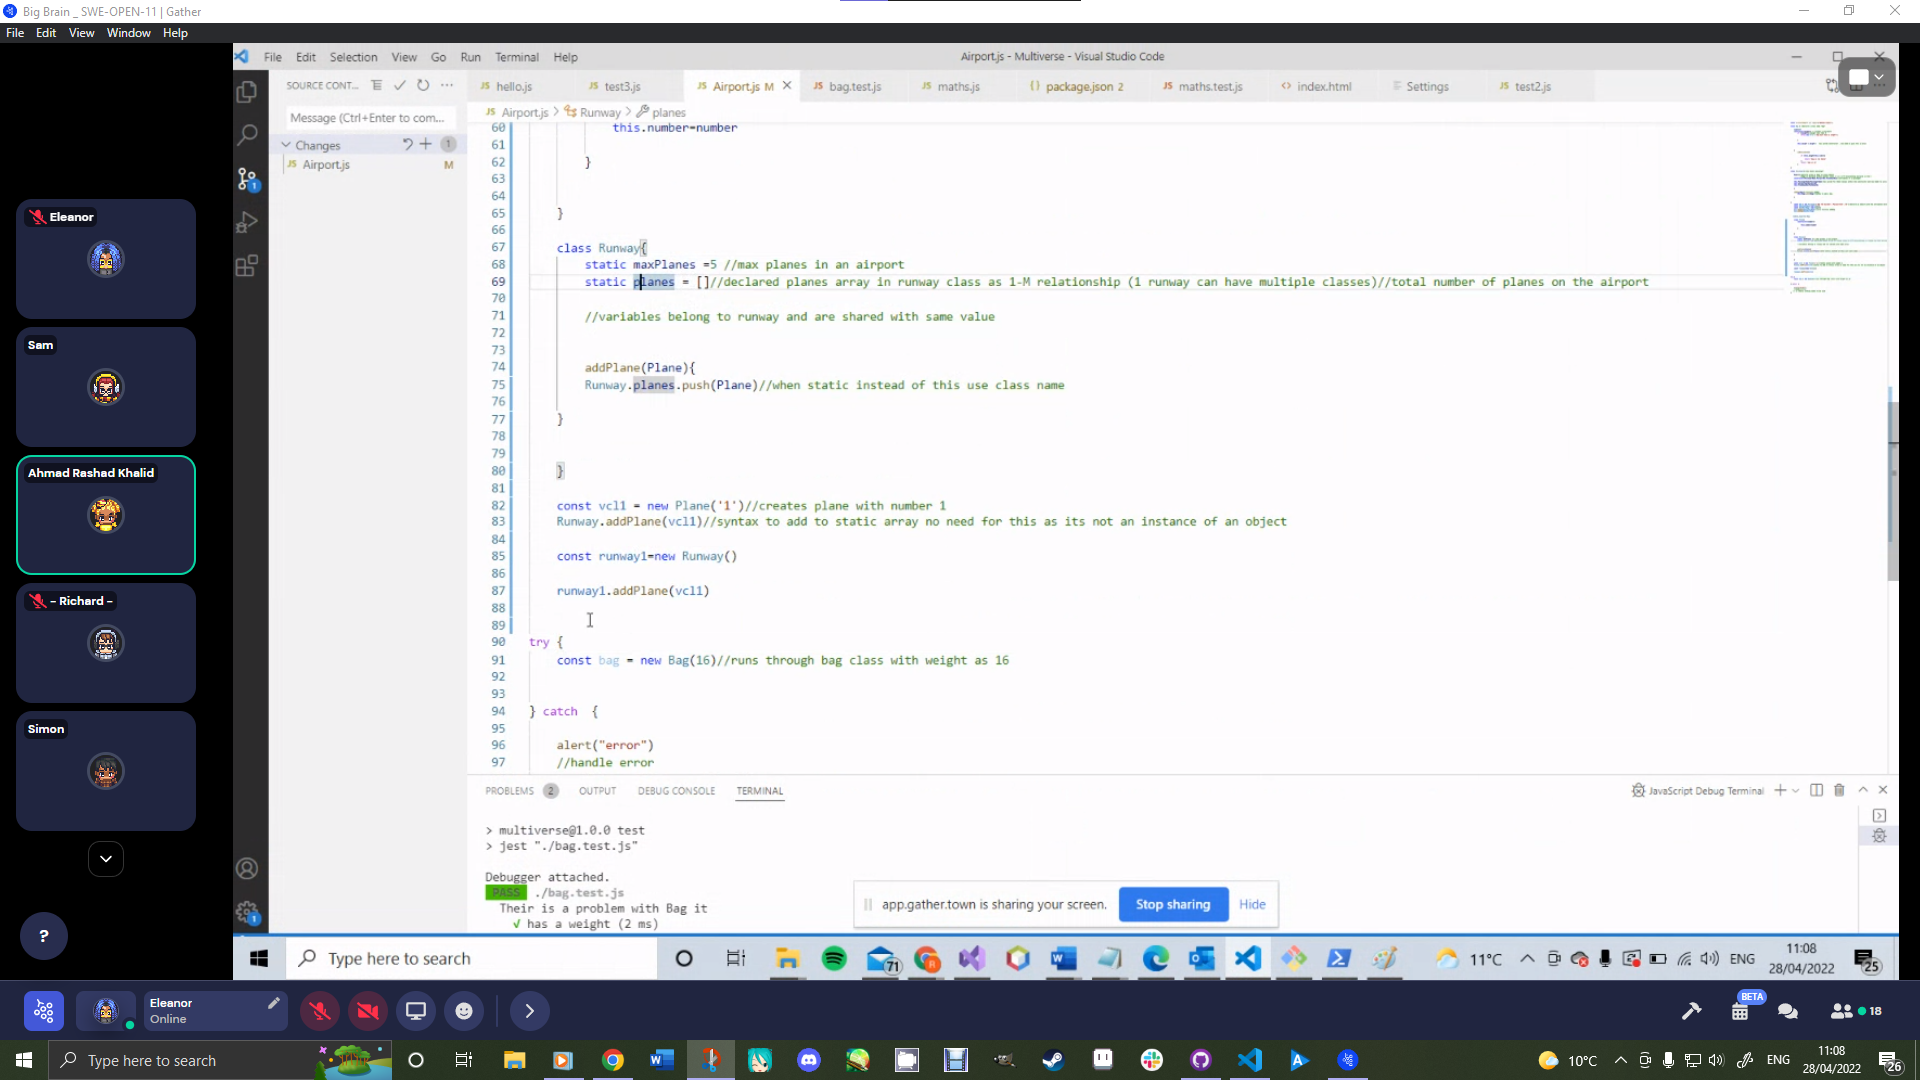 Big Brain _ SWE-OPEN-11 | Gather
File Edit View Window Help
File Edit Selection View Go Run Terminal Help
Airport.js - Multiverse - Visual Studio Code
SOURCE CONT...
hello.js
test3.js
Airport.js M
bag.test.js
maths.js
package.json 2
maths.test.js
index.html
Settings
test2.js
Airport.js > Runway > planes
Message (Ctrl+Enter to com...
Changes 1
Airport.js M
60 this.number=number
61
62 }
63
64
65 }
66
67 class Runway{
68 static maxPlanes =5 //max planes in an airport
69 static planes = []//declared planes array in runway class as 1-M relationship (1 runway can have multiple classes)//total number of planes on the airport
70
71 //variables belong to runway and are shared with same value
72
73
74 addPlane(Plane){
75 Runway.planes.push(Plane)//when static instead of this use class name
76
77 }
78
79
80 }
81
82 const vcl1 = new Plane('1')//creates plane with number 1
83 Runway.addPlane(vcl1)//syntax to add to static array no need for this as its not an instance of an object
84
85 const runway1=new Runway()
86
87 runway1.addPlane(vcl1)
88
89
90 try {
91 const bag = new Bag(16)//runs through bag class with weight as 16
92
93
94 } catch {
95
96 alert("error")
97 //handle error
PROBLEMS 2 OUTPUT DEBUG CONSOLE TERMINAL
JavaScript Debug Terminal
> multiverse@1.0.0 test
> jest "./bag.test.js"
Debugger attached.
PASS ./bag.test.js
Their is a problem with Bag it
√ has a weight (2 ms)
app.gather.town is sharing your screen.
Stop sharing
Hide
Eleanor
Sam
Ahmad Rashad Khalid
- Richard -
Simon
?
Type here to search
71
11°C
ENG
11:08
28/04/2022
25
Eleanor
Online
BETA
18
Type here to search
10°C
ENG
11:08
28/04/2022
26